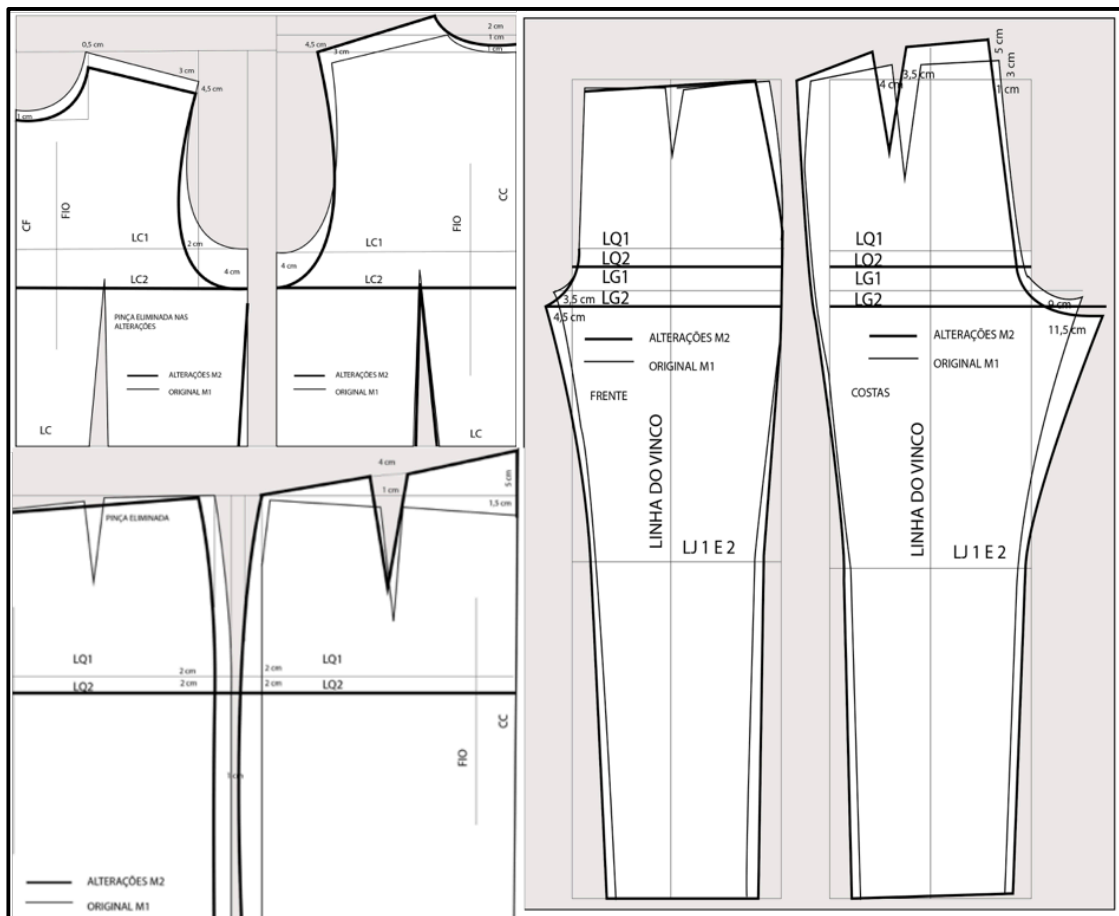 0,5 cm
3 cm
4,5 cm
1 cm
CF
FIO
LC1
2 cm
4 cm
LC2
PINÇA ELIMINADA NAS
ALTERAÇÕES
ALTERAÇÕES M2
ORIGINAL M1
LC
2 cm
1 cm
1 cm
4,5 cm
3 cm
CC
FIO
LC1
4 cm
LC2
ALTERAÇÕES M2
ORIGINAL M1
LC
PINÇA ELIMINADA
LQ1
2 cm
LQ2
2 cm
1 cm
ALTERAÇÕES M2
ORIGINAL M1
4 cm
1 cm
5 cm
1,5 cm
2 cm
LQ1
2 cm
LQ2
CC
FIO
LQ1
LQ2
LG1
3,5 cm
LG2
4,5 cm
ALTERAÇÕES M2
ORIGINAL M1
FRENTE
LINHA DO VINCO
LJ 1 E 2
5 cm
3 cm
1 cm
3,5 cm
4 cm
LQ1
LQ2
LG1
LG2
9 cm
11,5 cm
ALTERAÇÕES M2
ORIGINAL M1
COSTAS
LINHA DO VINCO
LJ 1 E 2